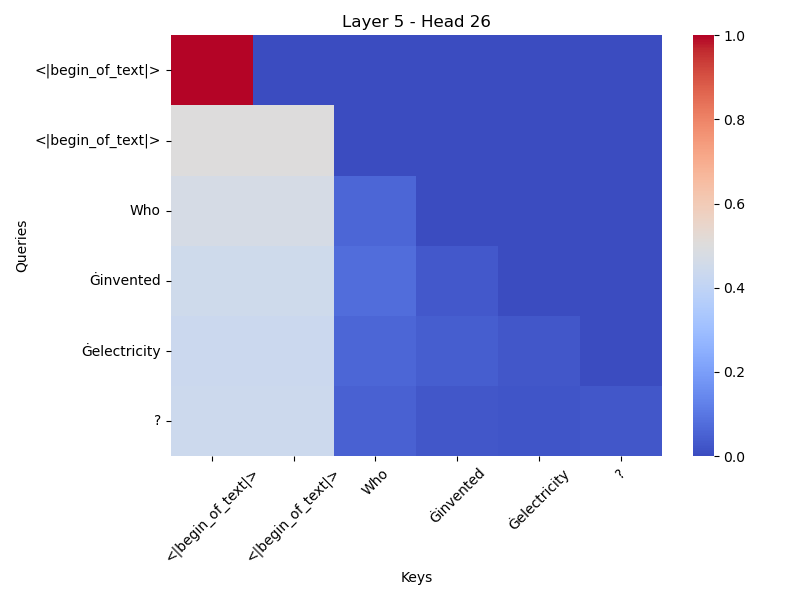 Layer 5 - Head 26
<|begin_of_text|>
<|begin_of_text|>
Who
Ġinvented
Ġelectricity
?
Queries
<|begin_of_text|>
<|begin_of_text|>
Who
Ġinvented
Ġelectricity
?
Keys
1.0
0.8
0.6
0.4
0.2
0.0